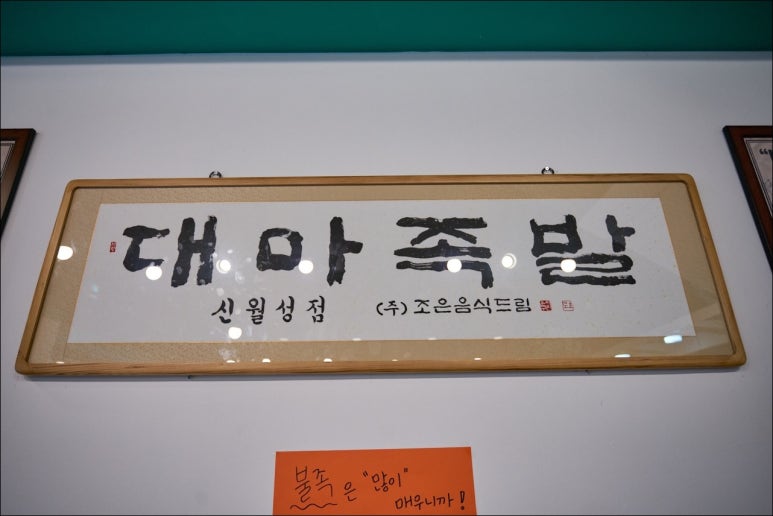 대마족발
신월성점 (주)조은음식드림
불족은 "많이"
매우니까!